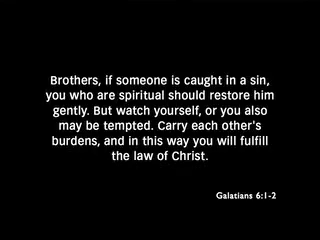 Brothers, if someone is caught in a sin,
you who are spiritual should restore him
gently. But watch yourself, or you also
may be tempted. Carry each other's
burdens, and in this way you will fulfill
the law of Christ.
Galatians 6:1-2